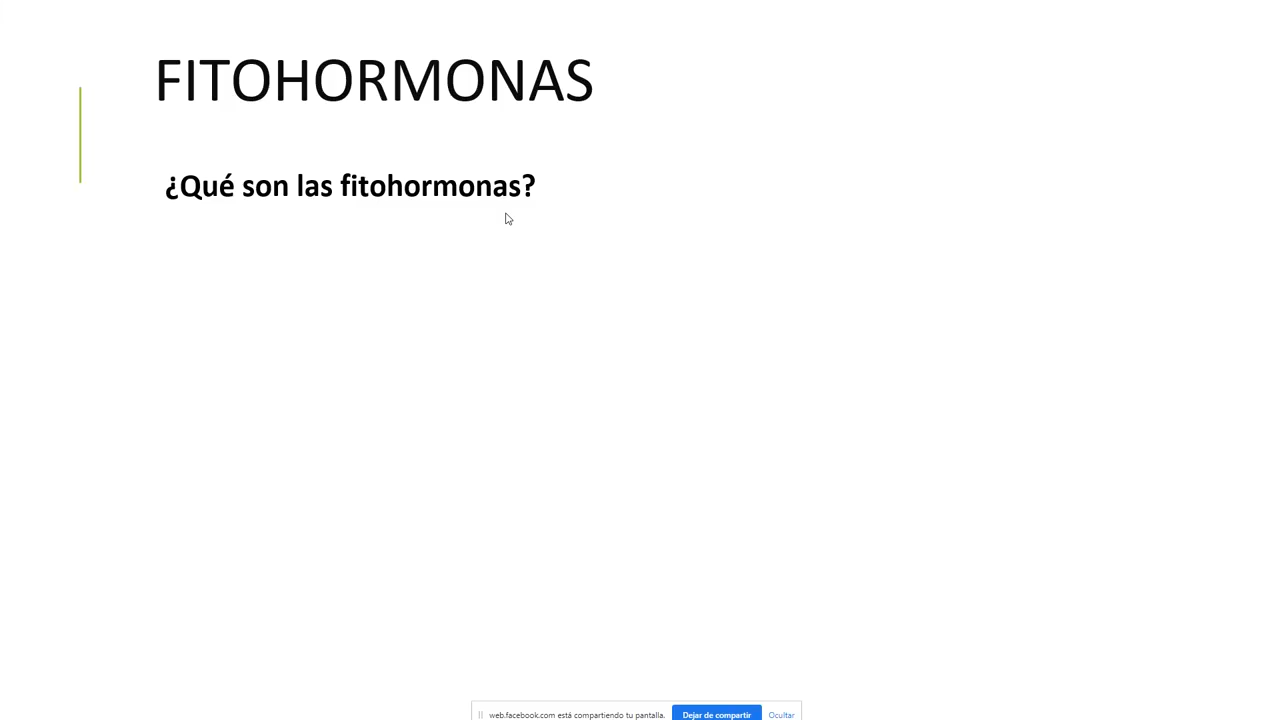 FITOHORMONAS
¿Qué son las fitohormonas?
web.facebook.com está compartiendo tu pantalla. Dejar de compartir Ocultar